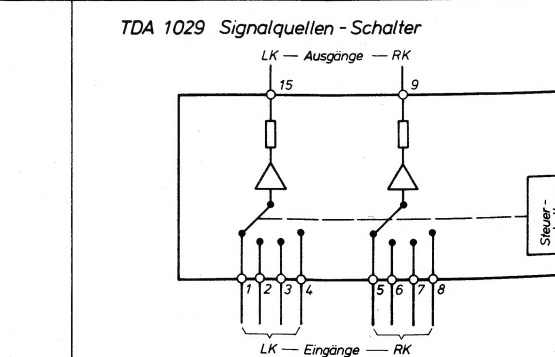 TDA 1029 Signalquellen - Schalter
LK — Ausgänge — RK
15 9
Steuer-
1 2 3 4 5 6 7 8
LK — Eingänge — RK